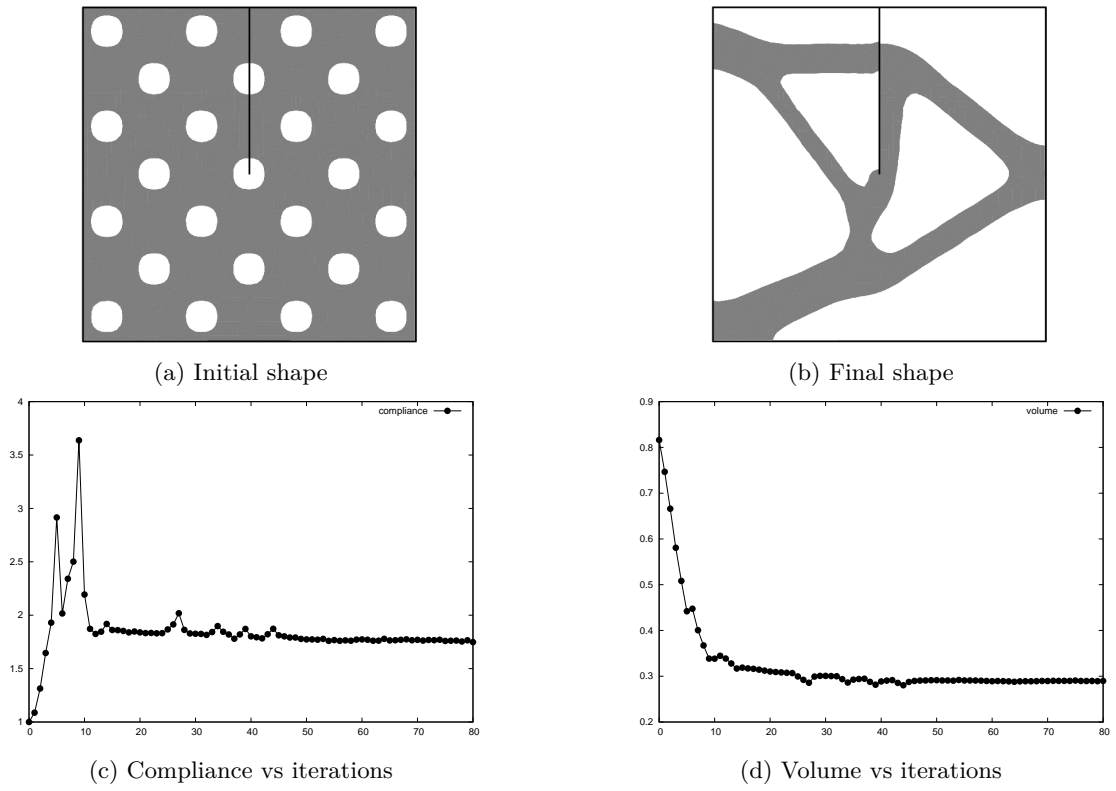 (a) Initial shape
(b) Final shape
4
3.5
3
2.5
2
1.5
1
0 10 20 30 40 50 60 70 80
compliance
(c) Compliance vs iterations
0.9
0.8
0.7
0.6
0.5
0.4
0.3
0.2
0 10 20 30 40 50 60 70 80
volume
(d) Volume vs iterations